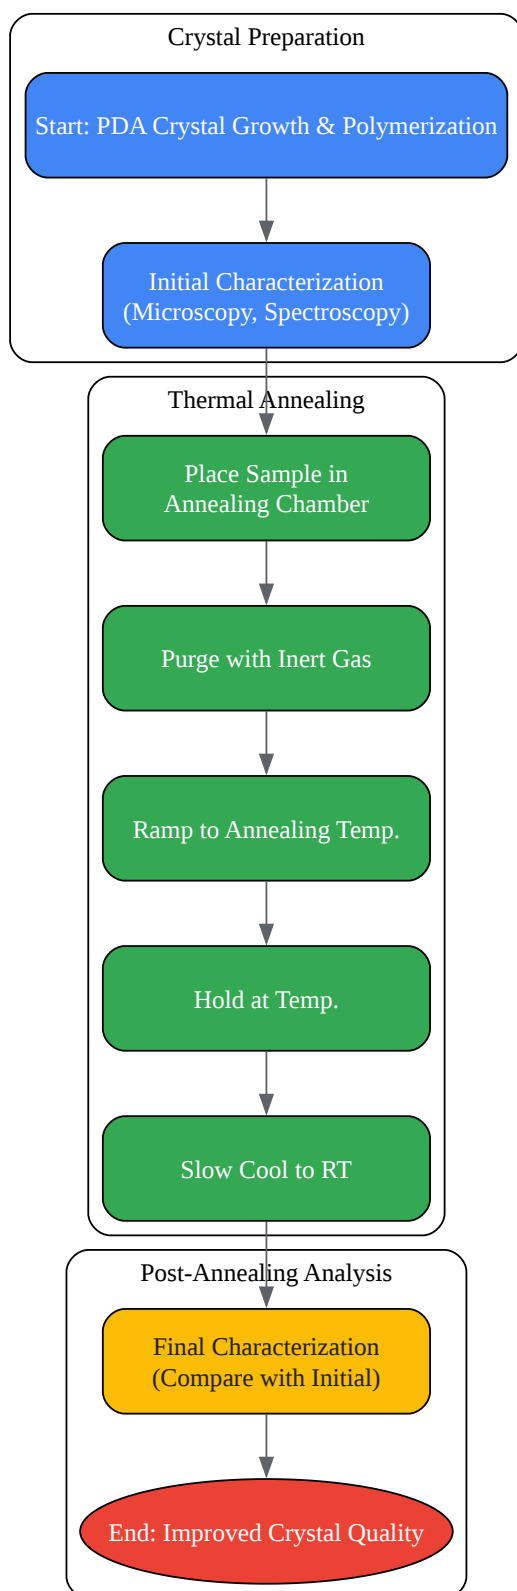 Crystal Preparation
Start: PDA Crystal Growth & Polymerization
Initial Characterization
(Microscopy, Spectroscopy)
Thermal Annealing
Place Sample in
Annealing Chamber
Purge with Inert Gas
Ramp to Annealing Temp.
Hold at Temp.
Slow Cool to RT
Post-Annealing Analysis
Final Characterization
(Compare with Initial)
End: Improved Crystal Quality